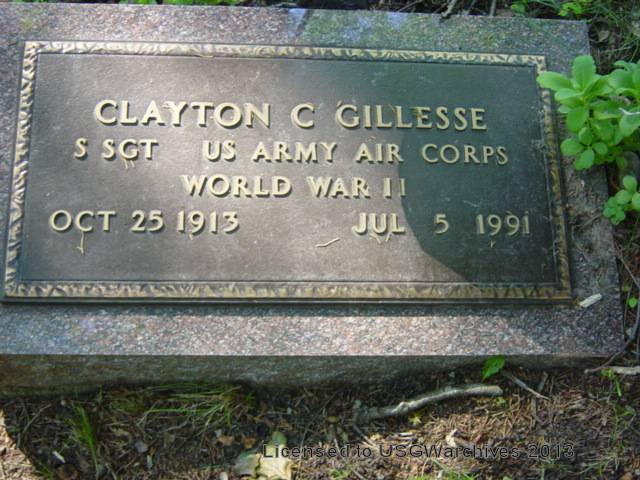 CLAYTON C GILLESSE
S SGT US ARMY AIR CORPS
WORLD WAR II
OCT 25 1913 JUL 5 1991
Licensed to USGWarchives 2013